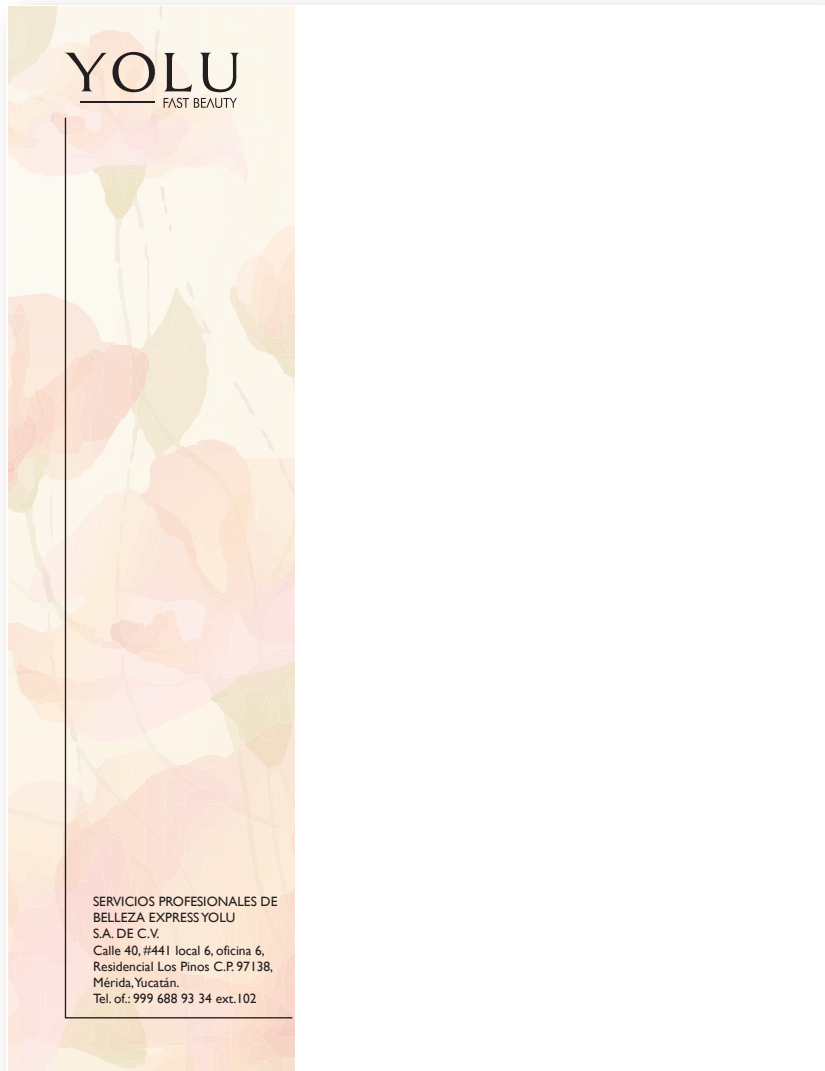 YOLU
FAST BEAUTY
SERVICIOS PROFESIONALES DE
BELLEZA EXPRESS YOLU
S.A. DE C.V.
Calle 40, #441 local 6, oficina 6,
Residencial Los Pinos C.P. 97138,
Mérida, Yucatán.
Tel. of.: 999 688 93 34 ext.102